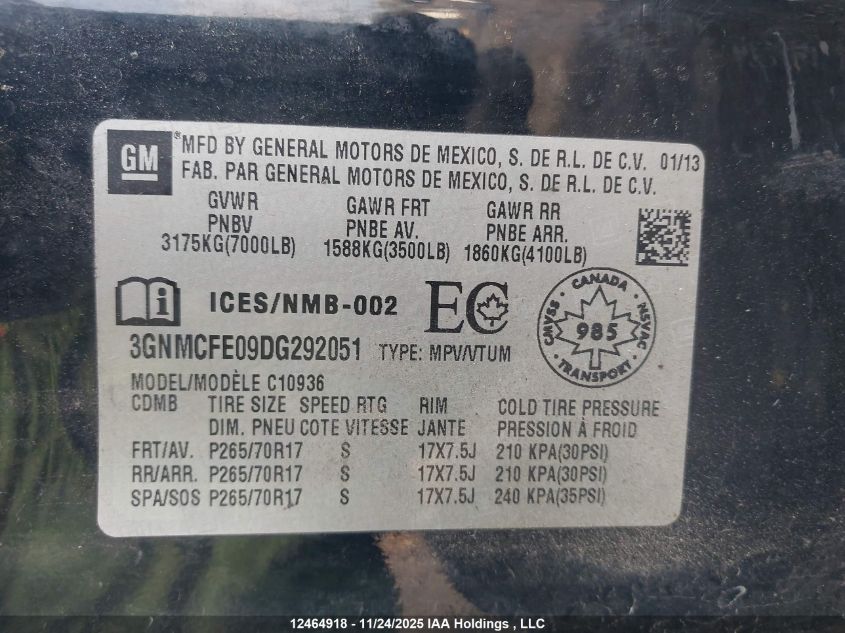 GM
®MFD BY GENERAL MOTORS DE MEXICO, S. DE R.L. DE C.V. 01/13
FAB. PAR GENERAL MOTORS DE MEXICO, S. DE R.L. DE C.V.
GVWR GAWR FRT GAWR RR
PNBV PNBE AV. PNBE ARR.
3175KG(7000LB) 1588KG(3500LB) 1860KG(4100LB)
i ICES/NMB-002 EC
CANADA
CMVSS 985 NSVAC
TRANSPORT
3GNMCFE09DG292051 TYPE: MPV/VTUM
MODEL/MODÈLE C10936
CDMB TIRE SIZE SPEED RTG RIM COLD TIRE PRESSURE
DIM. PNEU COTE VITESSE JANTE PRESSION À FROID
FRT/AV. P265/70R17 S 17X7.5J 210 KPA(30PSI)
RR/ARR. P265/70R17 S 17X7.5J 210 KPA(30PSI)
SPA/SOS P265/70R17 S 17X7.5J 240 KPA(35PSI)
12464918 - 11/24/2025 IAA Holdings , LLC